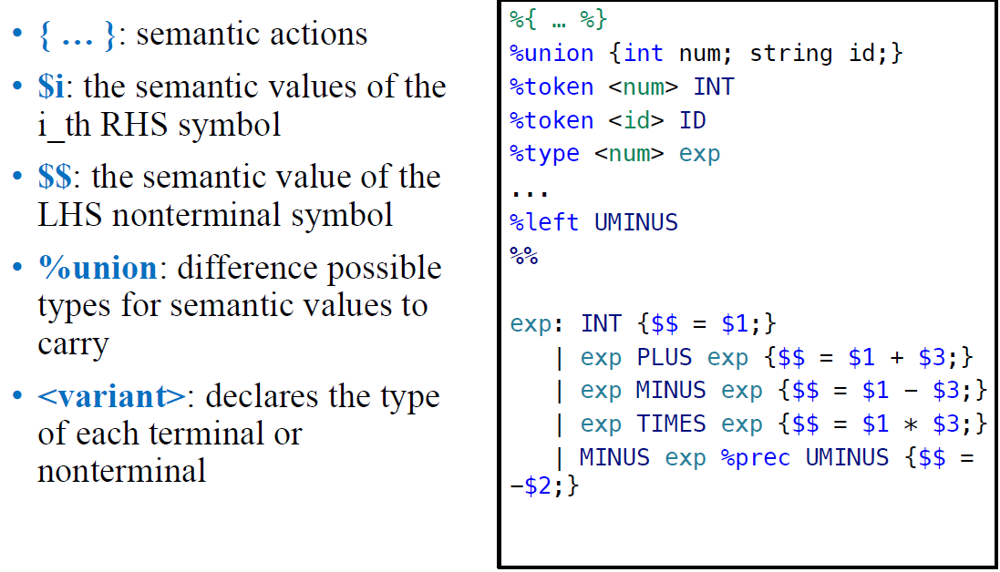 • { … }: semantic actions
• $i: the semantic values of the
i_th RHS symbol
• $$: the semantic value of the
LHS nonterminal symbol
• %union: difference possible
types for semantic values to
carry
• <variant>: declares the type
of each terminal or
nonterminal
%{ … %}
%union {int num; string id;}
%token <num> INT
%token <id> ID
%type <num> exp
...
%left UMINUS
%%
exp: INT {$$ = $1;}
| exp PLUS exp {$$ = $1 + $3;}
| exp MINUS exp {$$ = $1 – $3;}
| exp TIMES exp {$$ = $1 * $3;}
| MINUS exp %prec UMINUS {$$ =
–$2;}